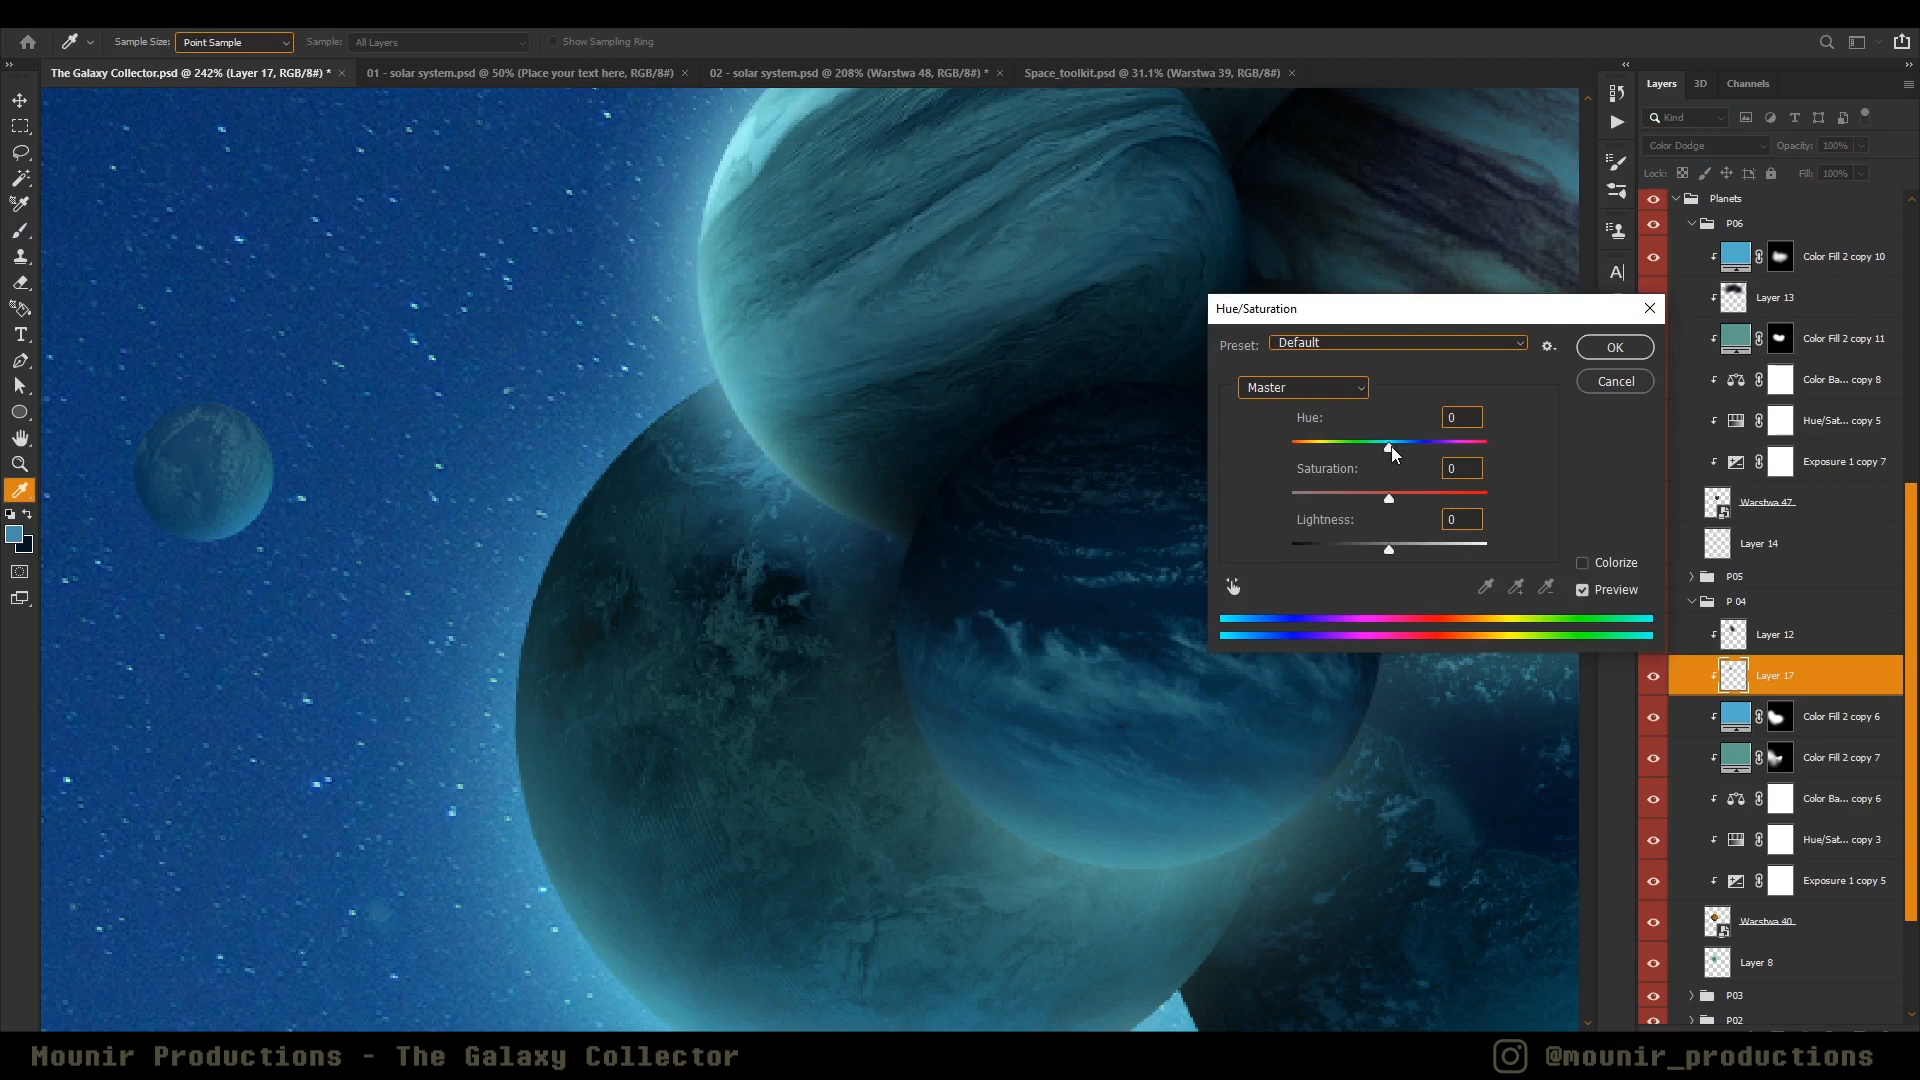 Sample Size: Point Sample Sample: All Layers Show Sampling Ring
The Galaxy Collector.psd @ 242% (Layer 17, RGB/8#) * 01 - solar system.psd @ 50% (Place your text here, RGB/8#) 02 - solar system.psd @ 208% (Warstwa 48, RGB/8#) * Space_toolkit.psd @ 31.1% (Warstwa 39, RGB/8#)
Layers 3D Channels
Kind
Color Dodge Opacity: 100%
Lock: Fill: 100%
Planets
P06
Color Fill 2 copy 10
Layer 13
Color Fill 2 copy 11
Color Ba... copy 8
Hue/Sat... copy 5
Exposure 1 copy 7
Warstwa 47
Layer 14
P05
P 04
Layer 12
Layer 17
Color Fill 2 copy 6
Color Fill 2 copy 7
Color Ba... copy 6
Hue/Sat... copy 3
Exposure 1 copy 5
Warstwa 40
Layer 8
P03
P02
Hue/Saturation
Preset: Default
OK
Cancel
Master
Hue: 0
Saturation: 0
Lightness: 0
Colorize
Preview
Mounir Productions - The Galaxy Collector
@mounir_productions